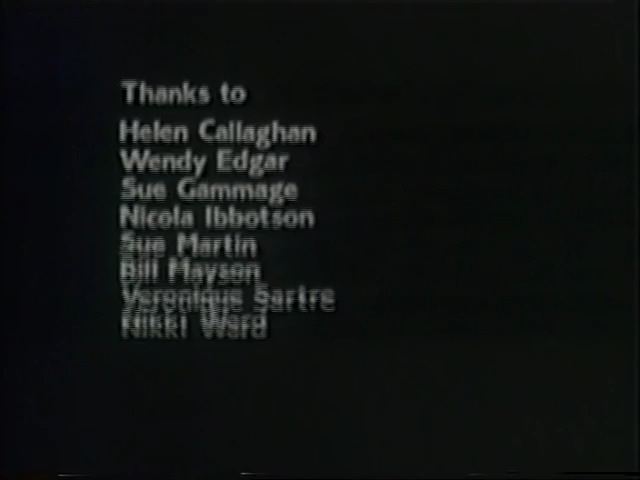 Thanks to
Helen Callaghan
Wendy Edgar
Sue Gammage
Nicola Ibbotson
Sue Martin
Bill Mayson
Veronique Sartre
Nikki Ward